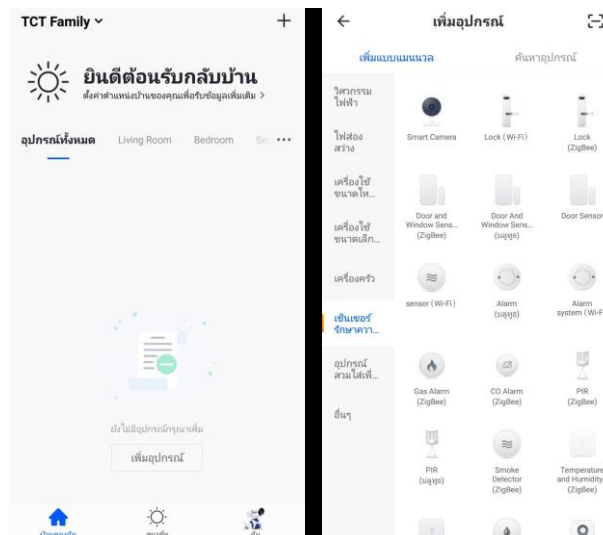 TCT Family
ยินดีต้อนรับกลับบ้าน
ตั้งค่าตำแหน่งบ้านของคุณเพื่อรับข้อมูลเพิ่มเติม >
อุปกรณ์ทั้งหมด Living Room Bedroom
ยังไม่มีอุปกรณ์กรุณาเพิ่ม
เพิ่มอุปกรณ์
เพิ่มอุปกรณ์
เพิ่มแบบแมนนวล ค้นหาอุปกรณ์
วิศวกรรม
ไฟฟ้า
ไฟส่อง
สว่าง
เครื่องใช้
ขนาดให...
เครื่องใช้
ขนาดเล็ก...
เครื่องครัว
เซ็นเซอร์
รักษาควา...
อุปกรณ์
สวมใส่เพื่...
อื่นๆ
Smart Camera
Lock (Wi-Fi)
Lock
(ZigBee)
Door and
Window Sens...
(ZigBee)
Door And
Window Sens...
(บลูทูธ)
Door Sensor
sensor (Wi-Fi)
Alarm
(บลูทูธ)
Alarm
system (Wi-F
Gas Alarm
(ZigBee)
CO Alarm
(ZigBee)
PIR
(ZigBee)
PIR
(บลูทูธ)
Smoke
Detector
(ZigBee)
Temperature
and Humidity
(ZigBee)